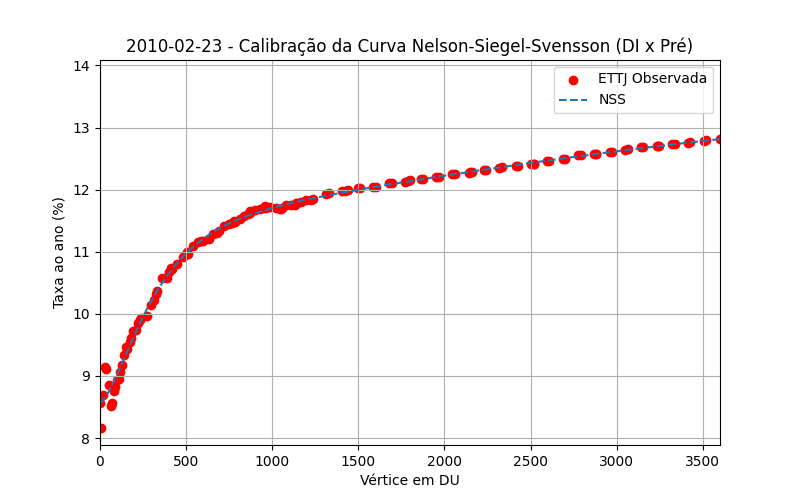 2010-02-23 - Calibração da Curva Nelson-Siegel-Svensson (DI x Pré)
ETTJ Observada
NSS
Taxa ao ano (%)
14
13
12
11
10
9
8
0 500 1000 1500 2000 2500 3000 3500
Vértice em DU